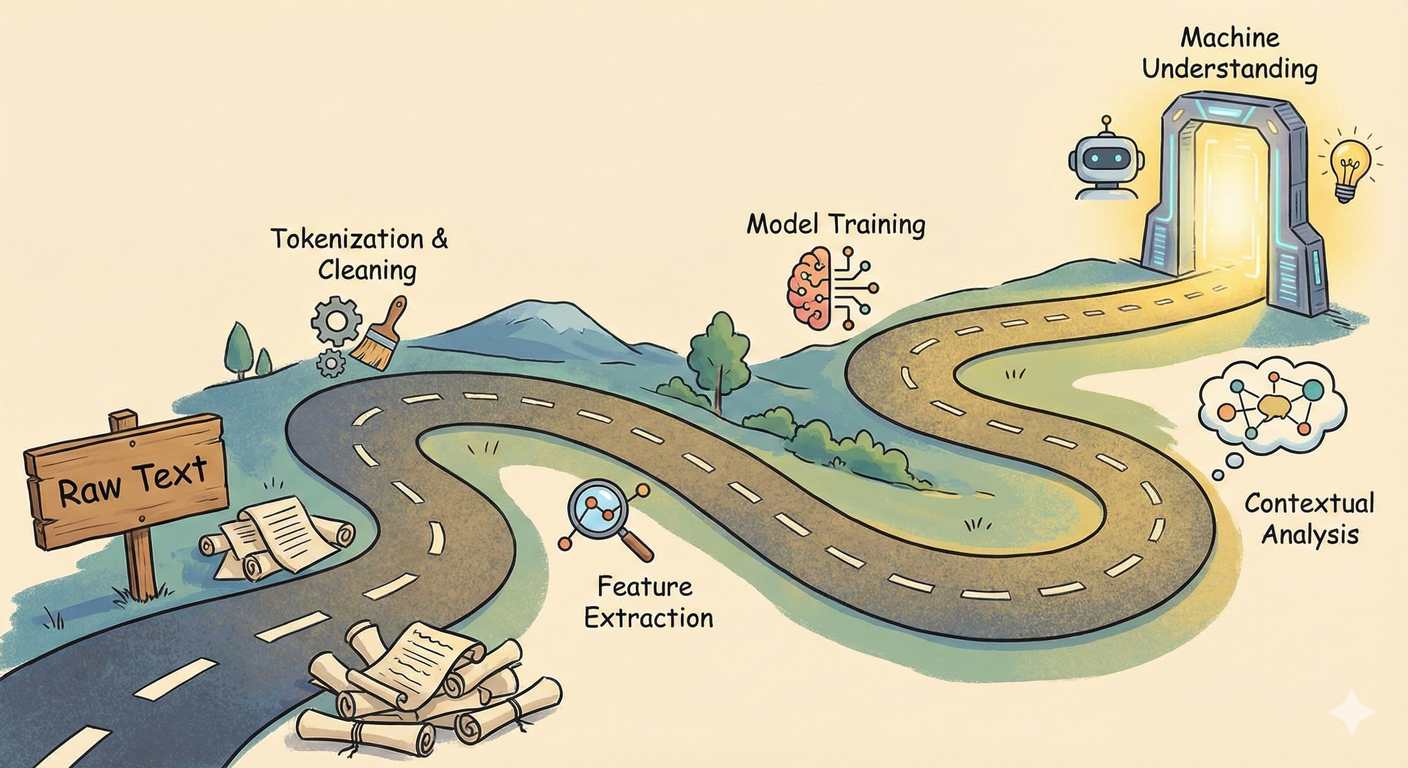 Raw Text
Tokenization &
Cleaning
Feature
Extraction
Model Training
Contextual
Analysis
Machine
Understanding